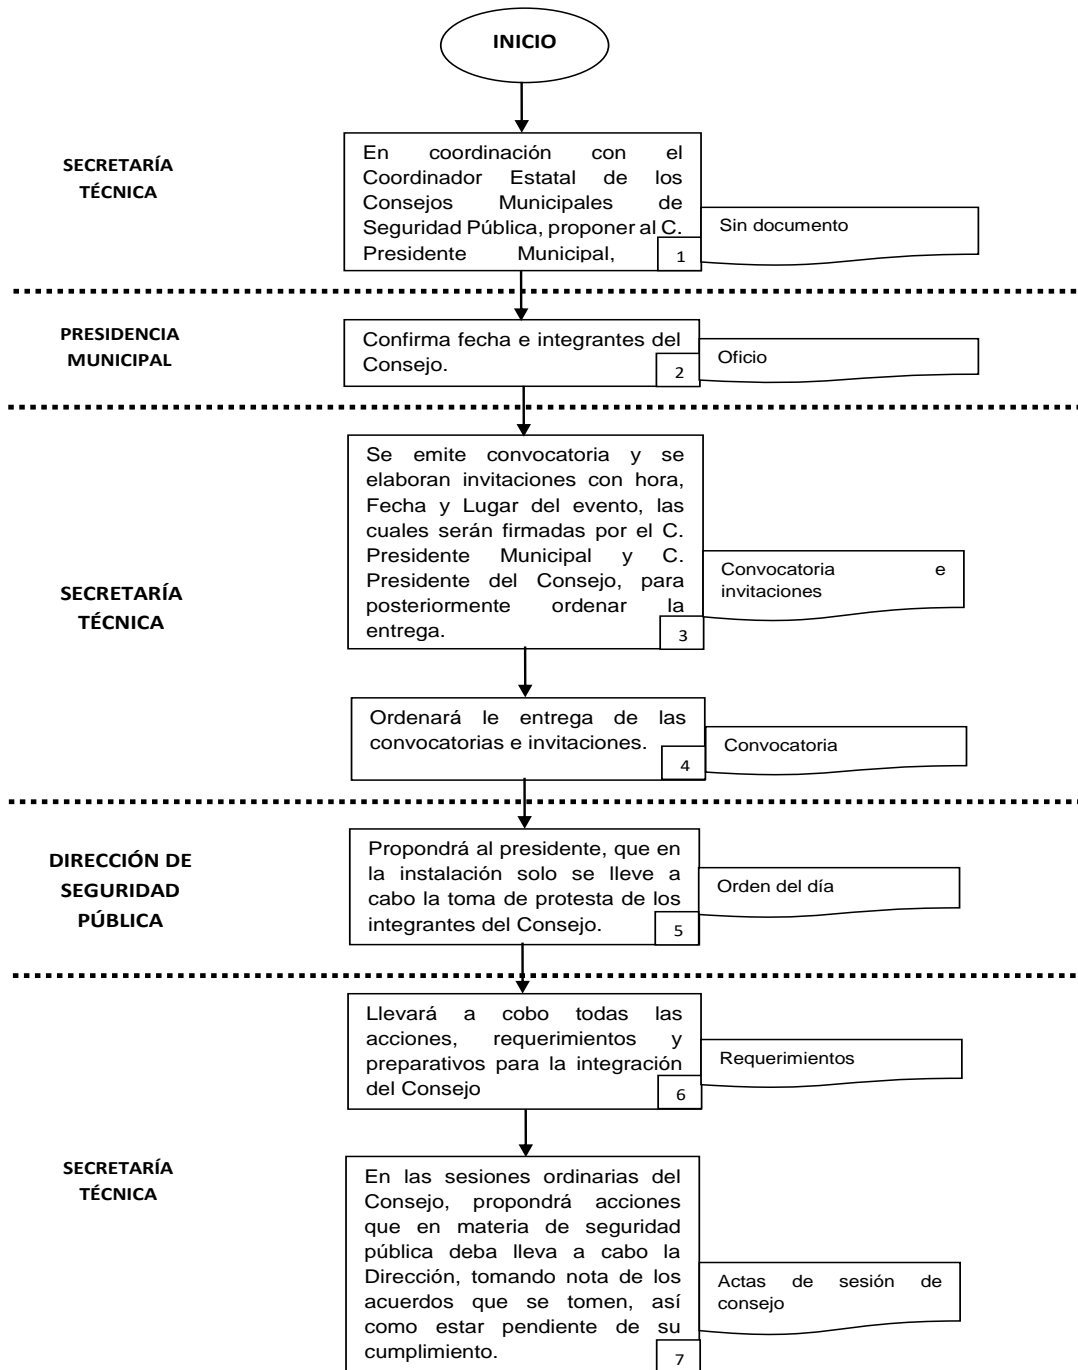 INICIO
SECRETARÍA
TÉCNICA
En coordinación con el
Coordinador Estatal de los
Consejos Municipales de
Seguridad Pública, proponer al C.
Presidente Municipal,
1
Sin documento
PRESIDENCIA
MUNICIPAL
Confirma fecha e integrantes del
Consejo.
2
Oficio
SECRETARÍA
TÉCNICA
Se emite convocatoria y se
elaboran invitaciones con hora,
Fecha y Lugar del evento, las
cuales serán firmadas por el C.
Presidente Municipal y C.
Presidente del Consejo, para
posteriormente ordenar la
entrega.
3
Convocatoria e
invitaciones
Ordenará le entrega de las
convocatorias e invitaciones.
4
Convocatoria
DIRECCIÓN DE
SEGURIDAD
PÚBLICA
Propondrá al presidente, que en
la instalación solo se lleve a
cabo la toma de protesta de los
integrantes del Consejo.
5
Orden del día
Llevará a cobo todas las
acciones, requerimientos y
preparativos para la integración
del Consejo
6
Requerimientos
SECRETARÍA
TÉCNICA
En las sesiones ordinarias del
Consejo, propondrá acciones
que en materia de seguridad
pública deba lleva a cabo la
Dirección, tomando nota de los
acuerdos que se tomen, así
como estar pendiente de su
cumplimiento.
7
Actas de sesión de
consejo